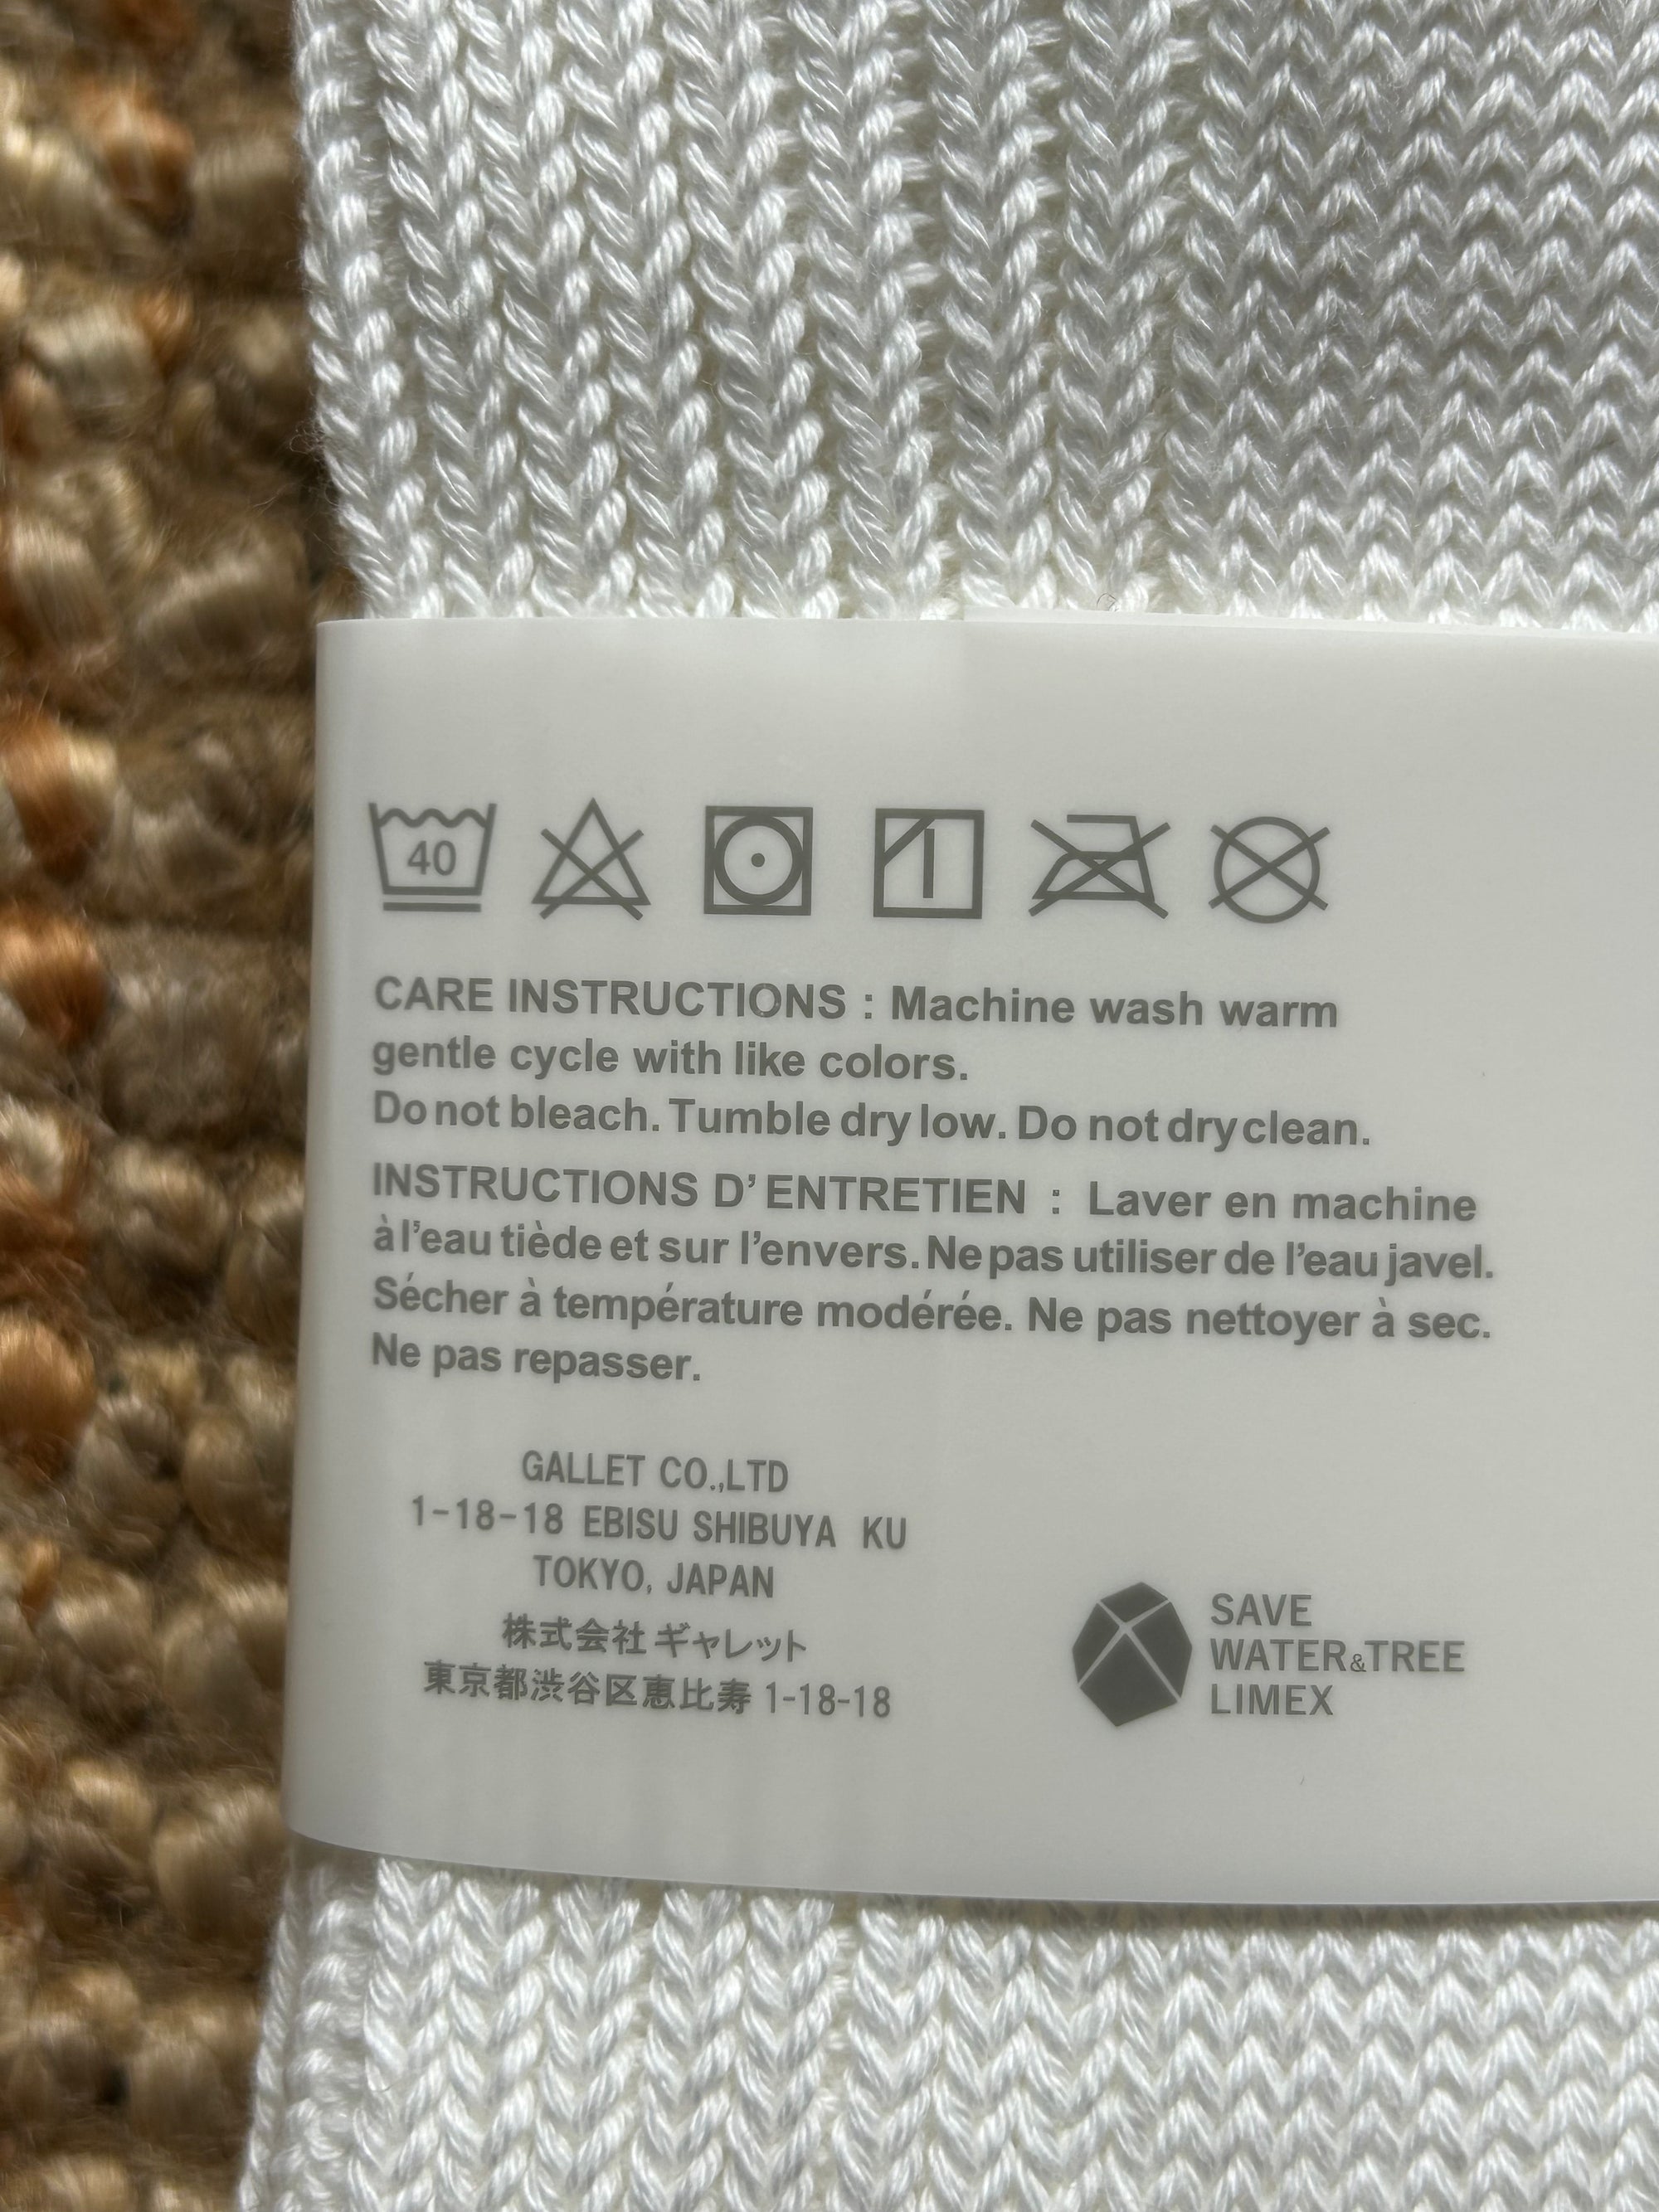 40
CARE INSTRUCTIONS : Machine wash warm
gentle cycle with like colors.
Do not bleach. Tumble dry low. Do not dryclean.
INSTRUCTIONS D’ENTRETIEN : Laver en machine
à l’eau tiède et sur l’envers. Ne pas utiliser de l’eau javel.
Sécher à température modérée. Ne pas nettoyer à sec.
Ne pas repasser.
GALLET CO.,LTD
1-18-18 EBISU SHIBUYA KU
TOKYO, JAPAN
株式会社ギャレット
東京都渋谷区恵比寿 1-18-18
SAVE
WATER&TREE
LIMEX